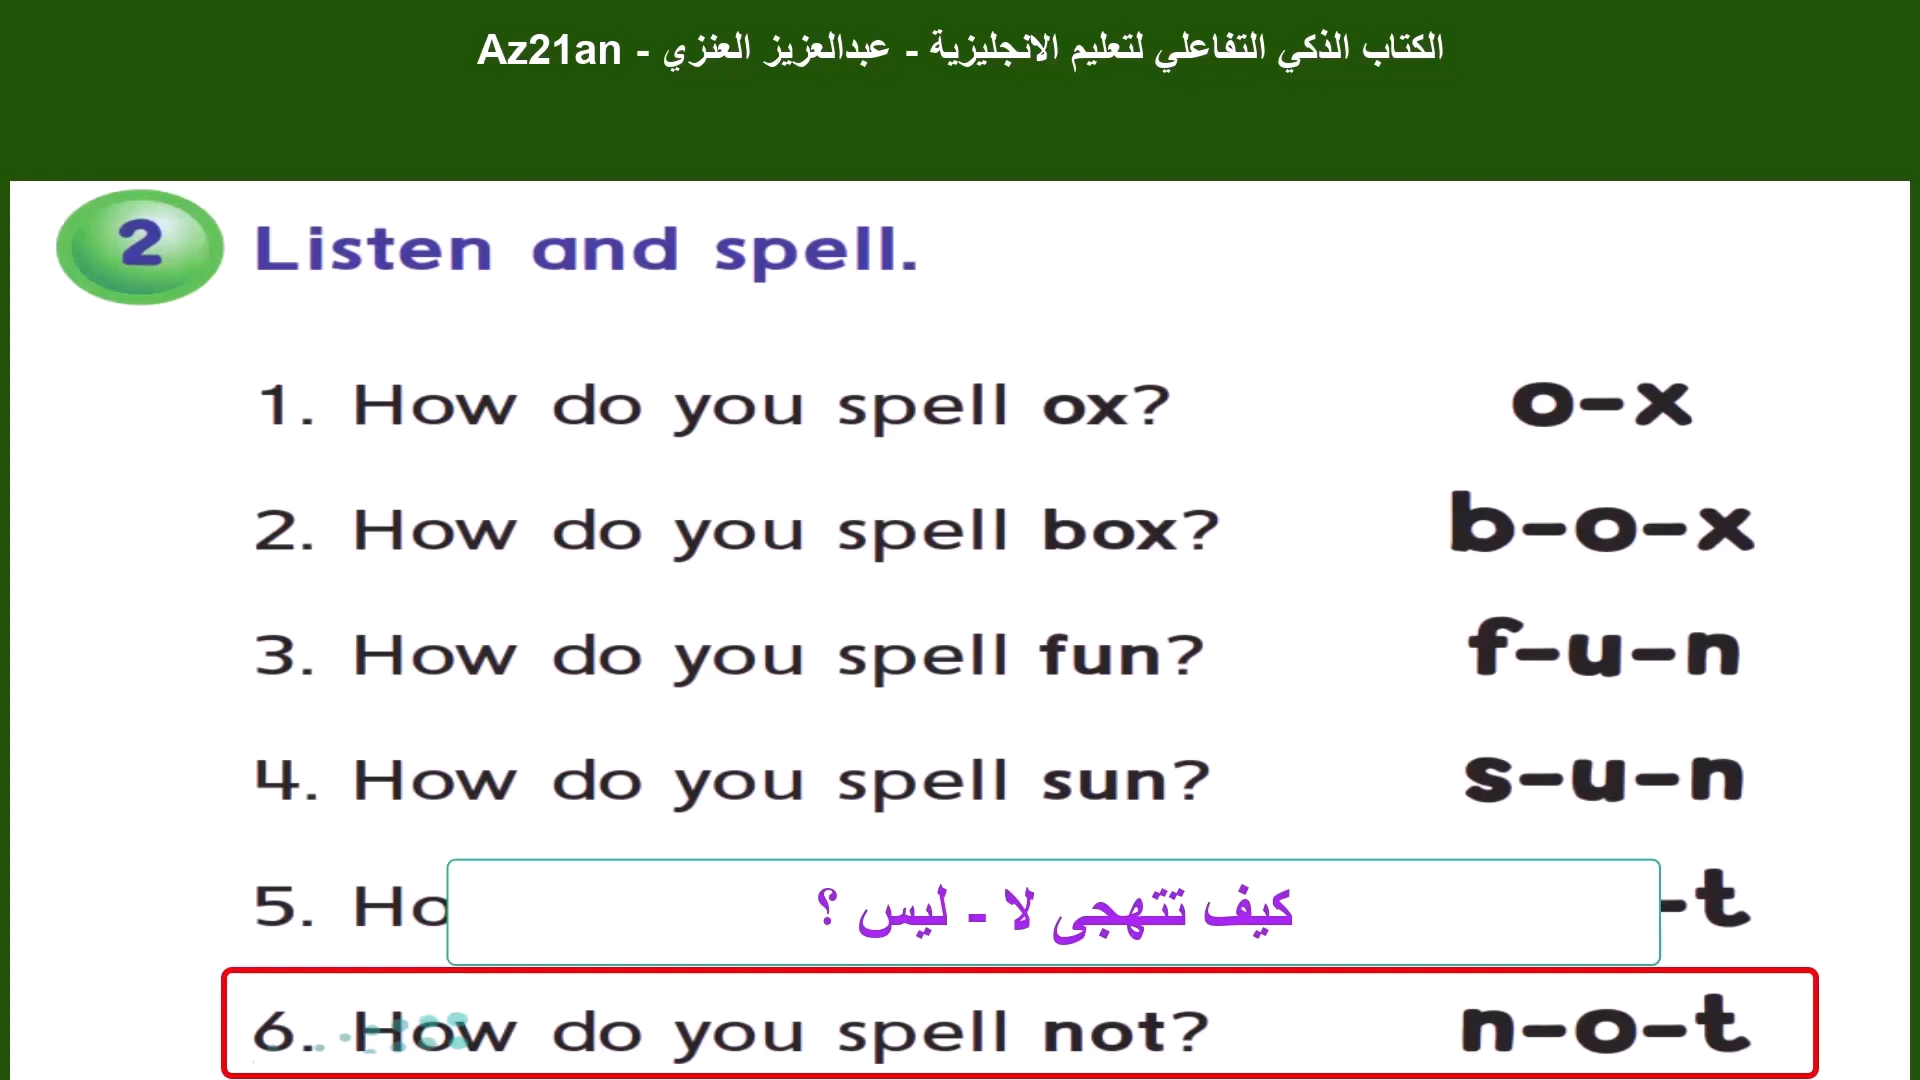 الكتاب الذكي التفاعلي لتعليم الانجليزية - عبدالعزيز العنزي - Az21an
2 Listen and spell.
1. How do you spell ox? o-x
2. How do you spell box? b-o-x
3. How do you spell fun? f-u-n
4. How do you spell sun? s-u-n
5. -t
كيف تتهجى لا - ليس ؟
6. How do you spell not? n-o-t